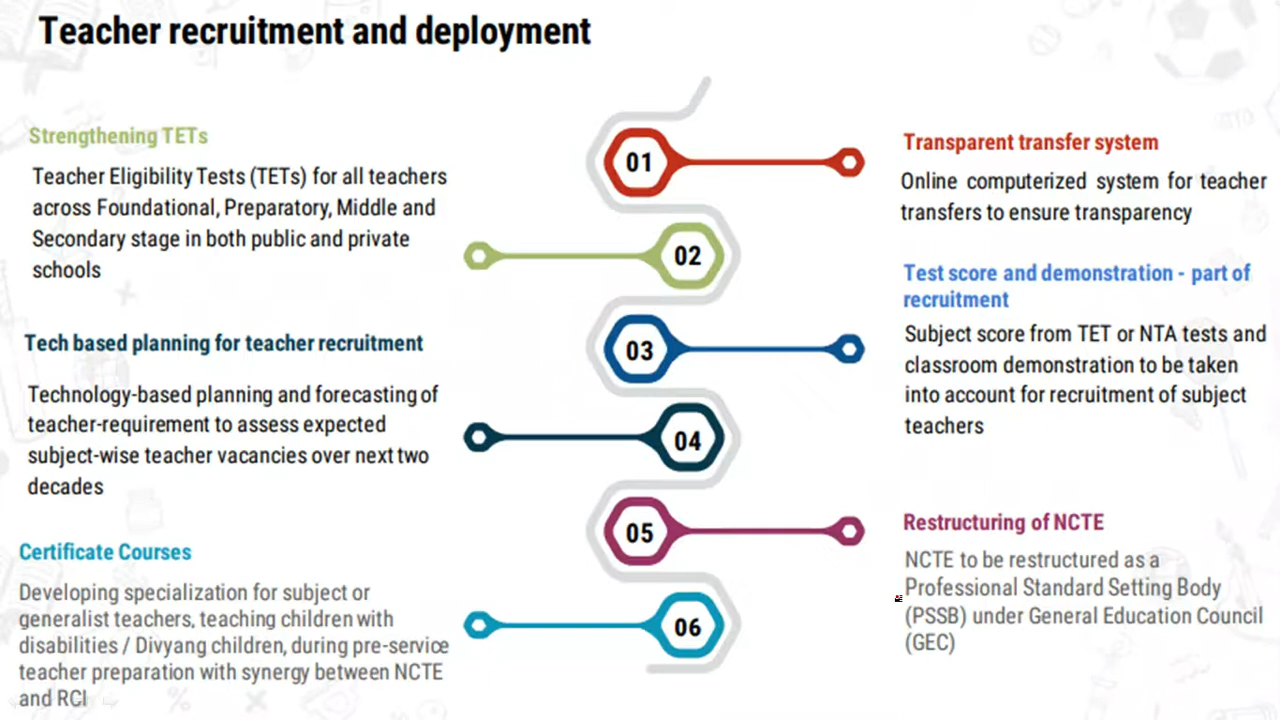 Teacher recruitment and deployment
01
Transparent transfer system
Online computerized system for teacher
transfers to ensure transparency
Strengthening TETs
Teacher Eligibility Tests (TETs) for all teachers
across Foundational, Preparatory, Middle and
Secondary stage in both public and private
schools
02
03
Test score and demonstration - part of
recruitment
Subject score from TET or NTA tests and
classroom demonstration to be taken
into account for recruitment of subject
teachers
Tech based planning for teacher recruitment
Technology-based planning and forecasting of
teacher-requirement to assess expected
subject-wise teacher vacancies over next two
decades
04
05
Restructuring of NCTE
NCTE to be restructured as a
Professional Standard Setting Body
(PSSB) under General Education Council
(GEC)
Certificate Courses
Developing specialization for subject or
generalist teachers, teaching children with
disabilities / Divyang children, during pre-service
teacher preparation with synergy between NCTE
and RCI
06